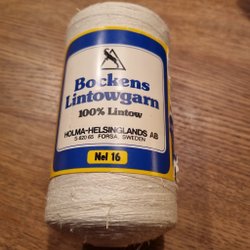 Bockens
Lintowgarn
100% Lintow
HOLMA-HELSINGLANDS AB
S-820 65 FORSA, SWEDEN
Nel 16